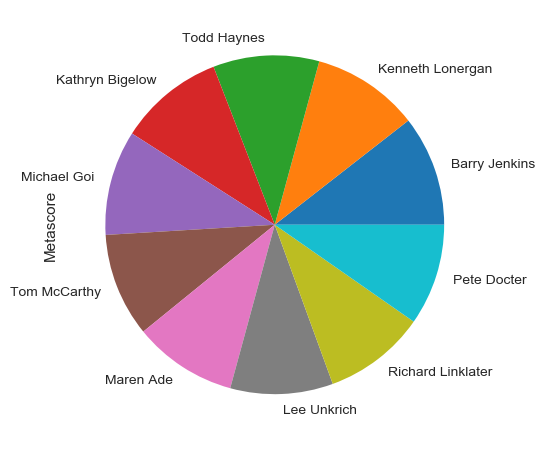 Todd Haynes
Kenneth Lonergan
Kathryn Bigelow
Barry Jenkins
Michael Goi
Metascore
Pete Docter
Tom McCarthy
Richard Linklater
Maren Ade
Lee Unkrich